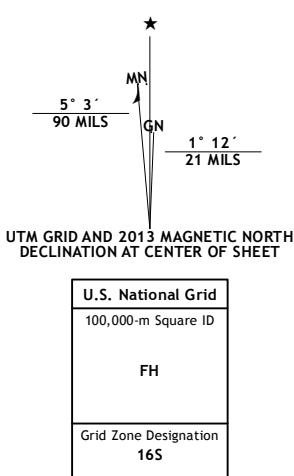 MN
5° 3´
90 MILS
GN
1° 12´
21 MILS
UTM GRID AND 2013 MAGNETIC NORTH
DECLINATION AT CENTER OF SHEET
U.S. National Grid
100,000-m Square ID
FH
Grid Zone Designation
16S